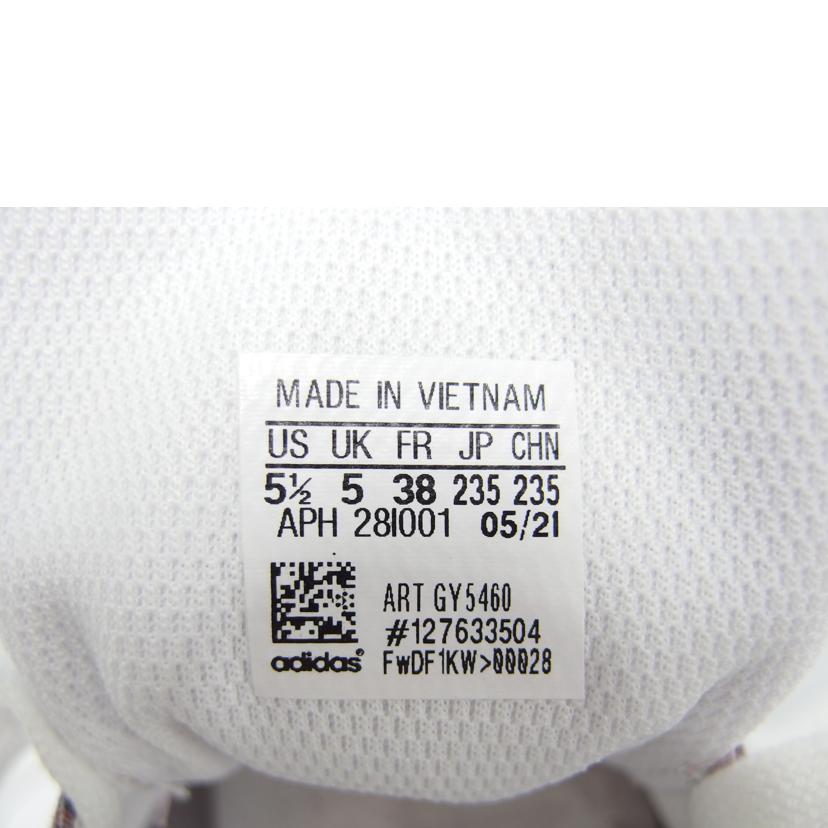 MADE IN VIETNAM
US UK FR JP CHN
5½ 5 38 235 235
APH 28I001 05/21
ART GY5460
#127633504
adidas® FwDF1KW>00028